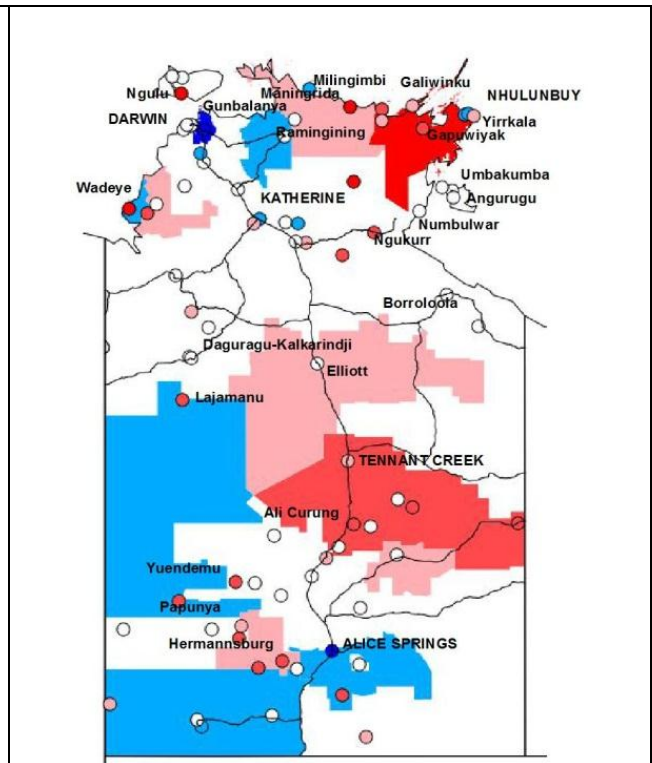 Milingimbi
Galiwinku
Ngufu
Maningrida
NHULUNBUY
Gunbalanya
DARWIN
Yirrkala
Ramingining
Gapuwiyak
Umbakumba
Wadeye
Angurugu
KATHERINE
Numbulwar
Ngukurr
Borroloola
Daguragu-Kalkarindji
Elliott
Lajamanu
TENNANT CREEK
Ali Curung
Yuendemu
Papunya
Hermannsburg
ALICE SPRINGS